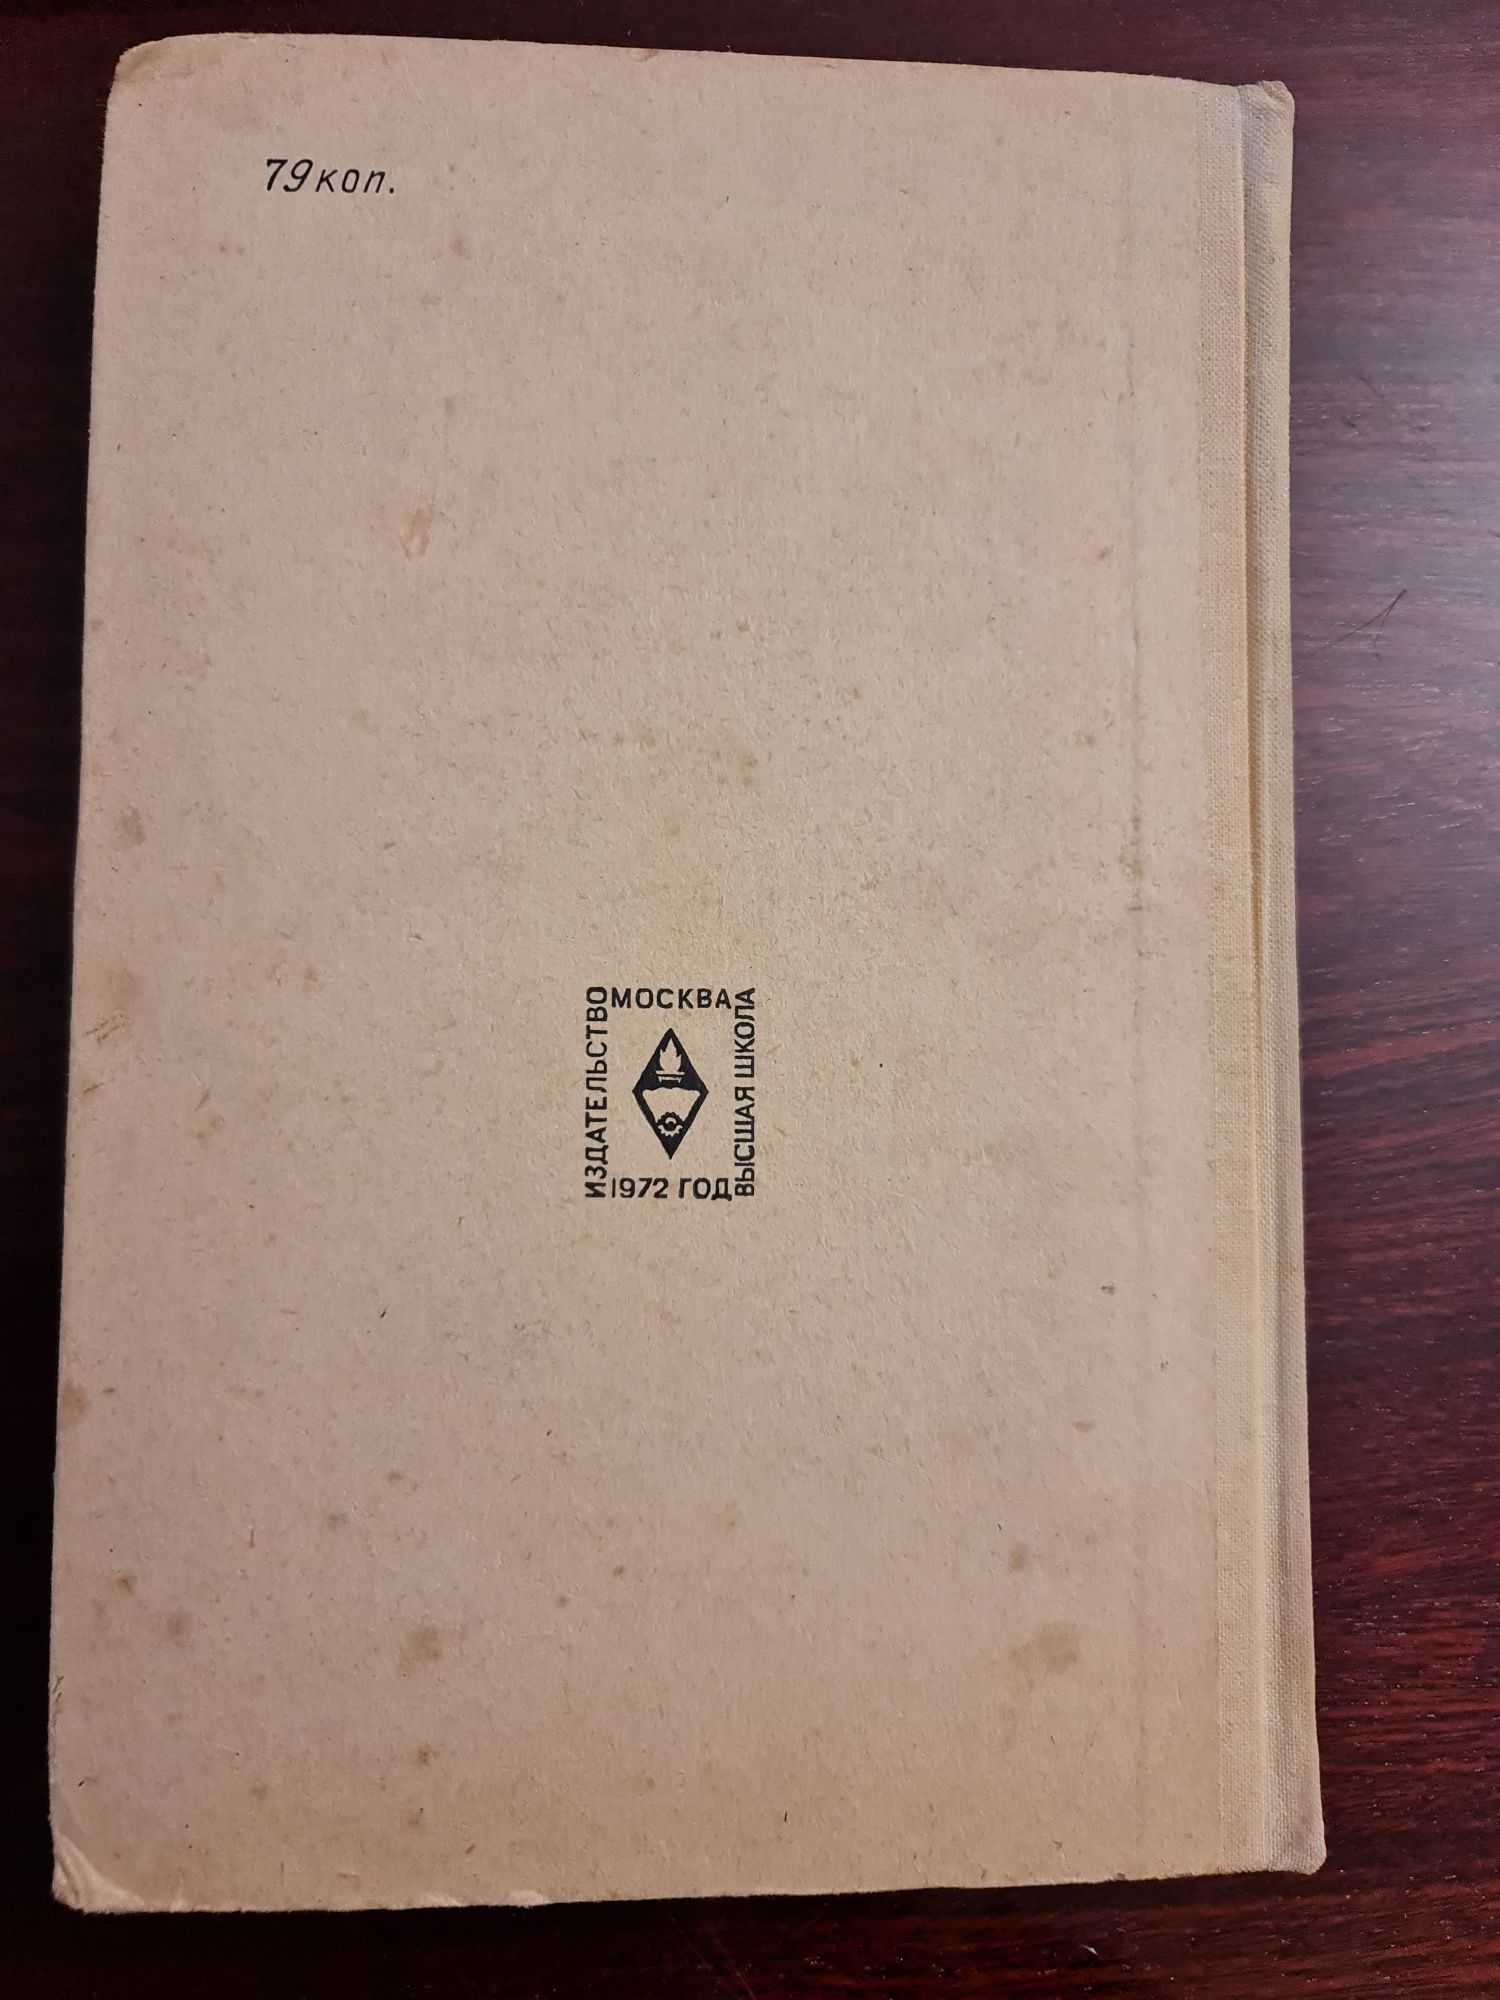 79 коп.
МОСКВА
ИЗДАТЕЛЬСТВО
ВЫСШАЯ ШКОЛА
1972 ГОД